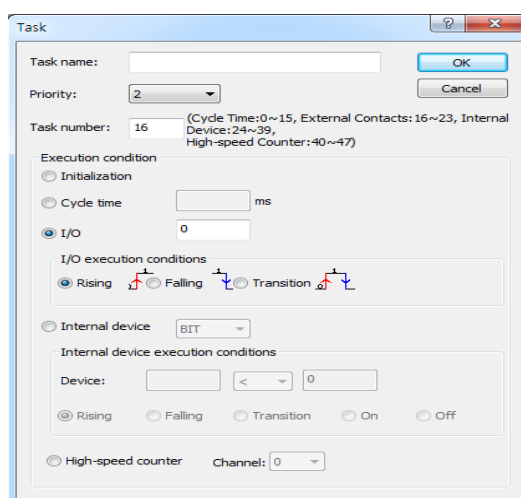 Task
Task name:
OK
Priority: 2
Cancel
Task number: 16 (Cycle Time:0~15, External Contacts:16~23, Internal
Device:24~39,
High-speed Counter:40~47)
Execution condition
Initialization
Cycle time ms
I/O 0
I/O execution conditions
Rising Falling Transition
Internal device BIT
Internal device execution conditions
Device: < 0
Rising Falling Transition On Off
High-speed counter Channel: 0